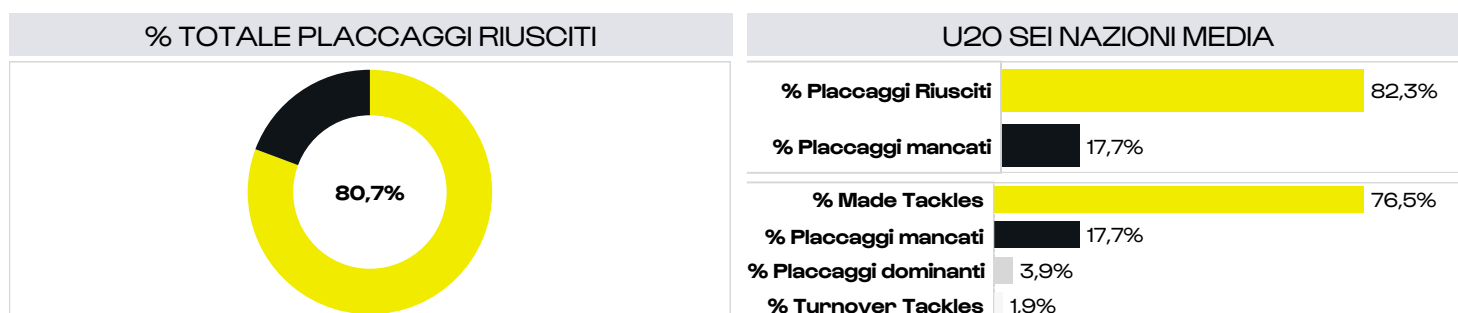 % TOTALE PLACCAGGI RIUSCITI
80,7%
U20 SEI NAZIONI MEDIA
% Placcaggi Riusciti 82,3%
% Placcaggi mancati 17,7%
% Made Tackles 76,5%
% Placcaggi mancati 17,7%
% Placcaggi dominanti 3,9%
% Turnover Tackles 1,9%